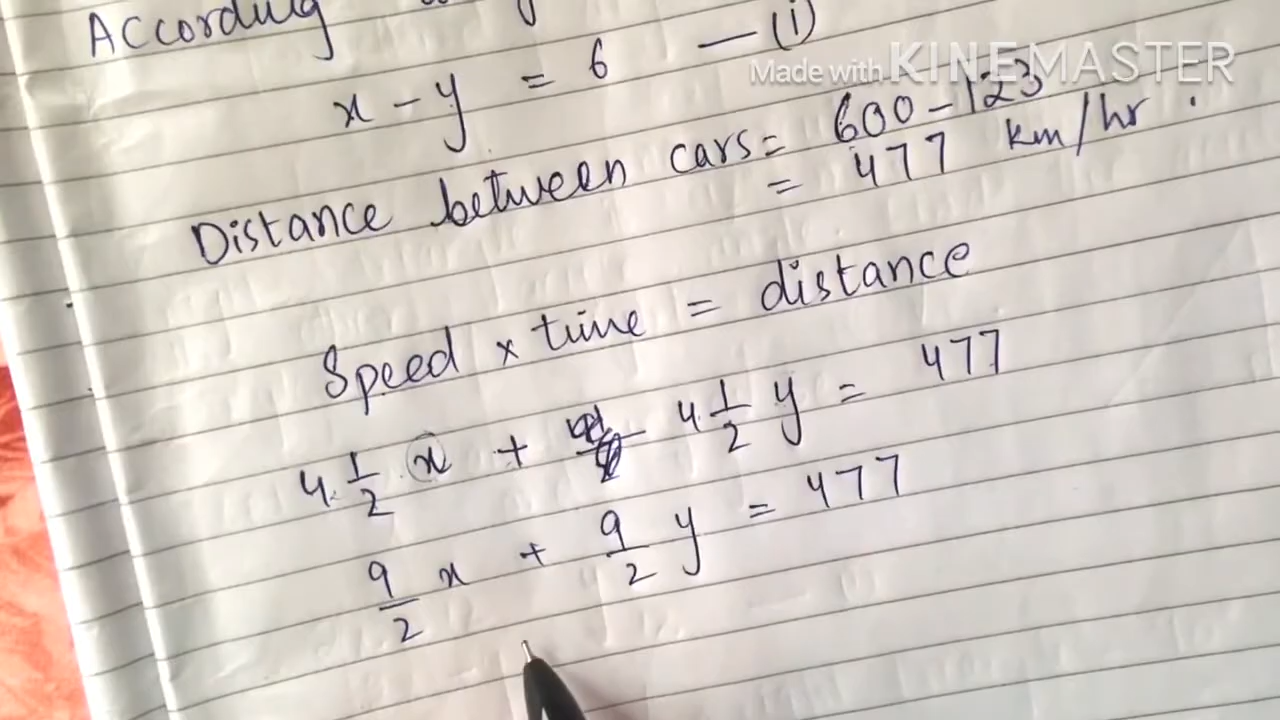 According
x - y = 6 — (i)
Made with KINEMASTER
Distance between cars = 600 - 123
= 477 km/hr.
Speed × time = distance
4 1/2 x + 4 1/2 y = 477
9/2 x + 9/2 y = 477